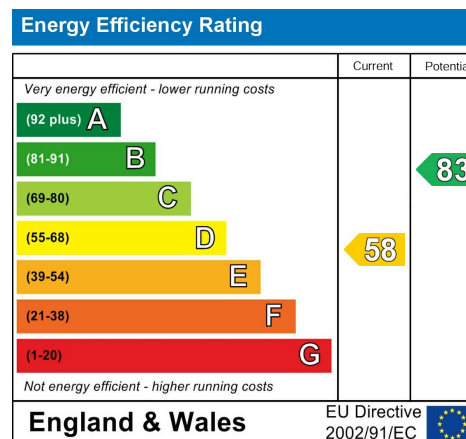 Energy Efficiency Rating
Current Potentia
Very energy efficient - lower running costs
(92 plus) A
(81-91) B
83
(69-80) C
(55-68) D
58
(39-54) E
(21-38) F
(1-20) G
Not energy efficient - higher running costs
England & Wales
EU Directive
2002/91/EC